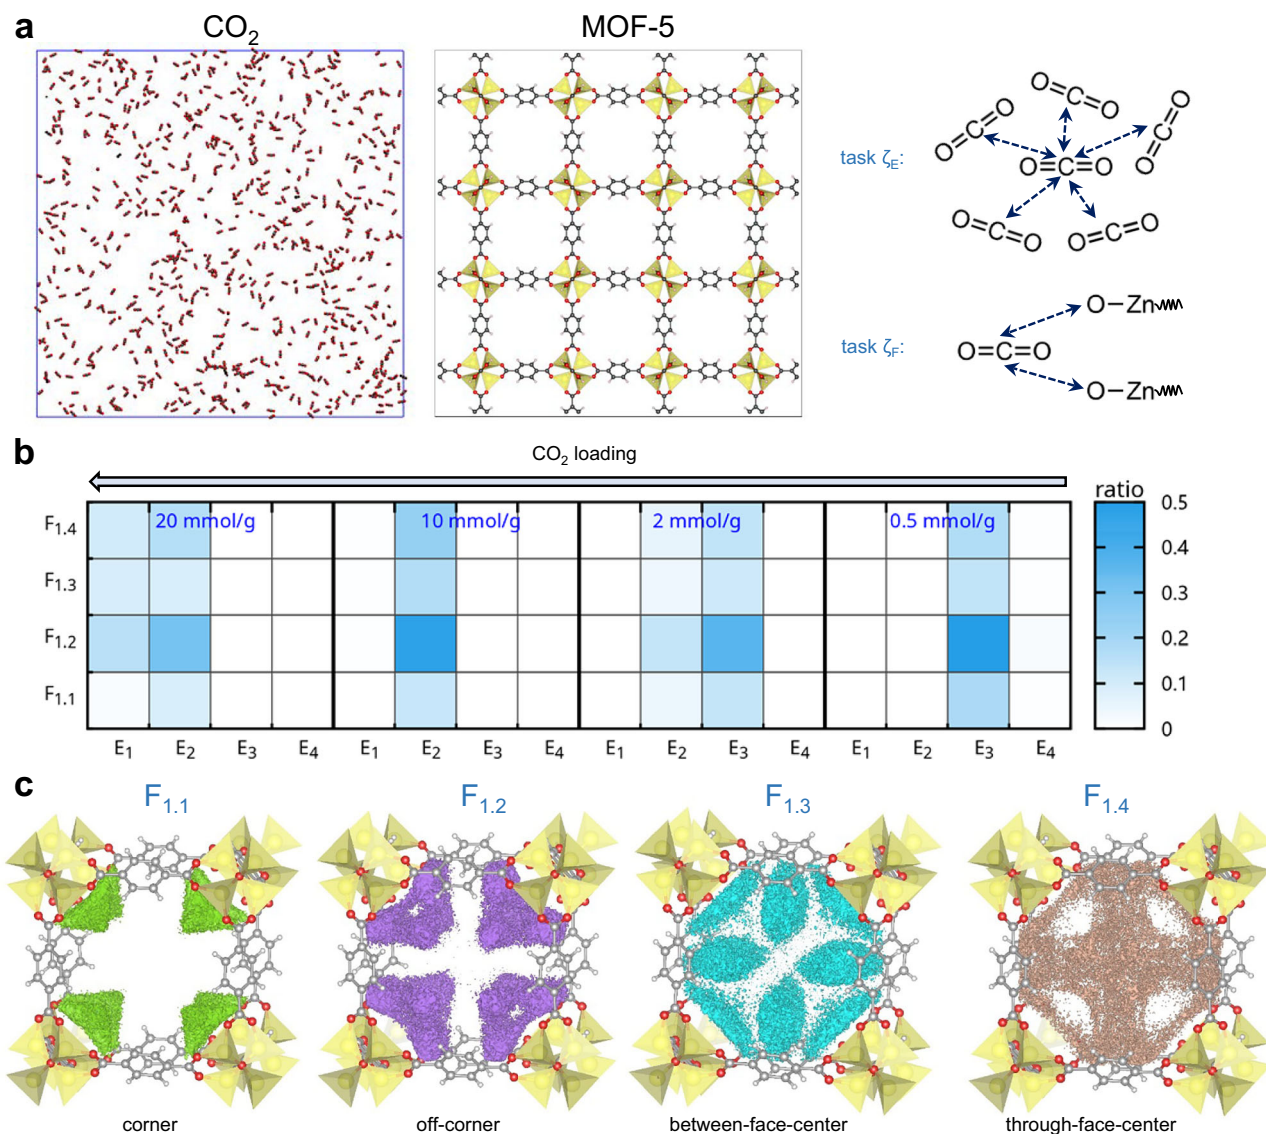 a
CO₂
MOF-5
task ζE:
O=C=O
O=C=O
O=C=O
O=C=O
O=C=O
O=C=O
task ζF:
O=C=O
O–Zn
O–Zn
b
CO₂ loading
ratio
20 mmol/g
10 mmol/g
2 mmol/g
0.5 mmol/g
F₁.₄
F₁.₃
F₁.₂
F₁.₁
E₁ E₂ E₃ E₄ E₁ E₂ E₃ E₄ E₁ E₂ E₃ E₄ E₁ E₂ E₃ E₄
0.5
0.4
0.3
0.2
0.1
0
c
F₁.₁
F₁.₂
F₁.₃
F₁.₄
corner
off-corner
between-face-center
through-face-center